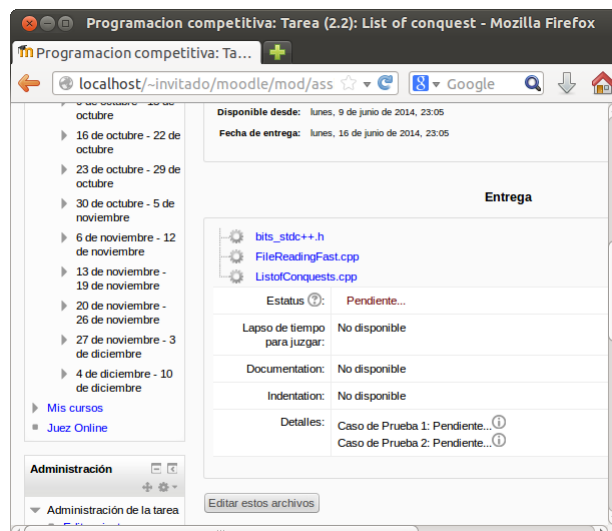 Programacion competitiva: Tarea (2.2): List of conquest - Mozilla Firefox
Programacion competitiva: Ta...
localhost/~invitado/moodle/mod/ass
Google
octubre
16 de octubre - 22 de
octubre
23 de octubre - 29 de
octubre
30 de octubre - 5 de
noviembre
6 de noviembre - 12
de noviembre
13 de noviembre -
19 de noviembre
20 de noviembre -
26 de noviembre
27 de noviembre - 3
de diciembre
4 de diciembre - 10
de diciembre
Mis cursos
Juez Online
Administración
Administración de la tarea
Disponible desde: lunes, 9 de junio de 2014, 23:05
Fecha de entrega: lunes, 16 de junio de 2014, 23:05
Entrega
bits_stdc++.h
FileReadingFast.cpp
ListofConquests.cpp
Estatus ?: Pendiente...
Lapso de tiempo No disponible
para juzgar:
Documentation: No disponible
Indentation: No disponible
Detalles: Caso de Prueba 1: Pendiente...
Caso de Prueba 2: Pendiente...
Editar estos archivos